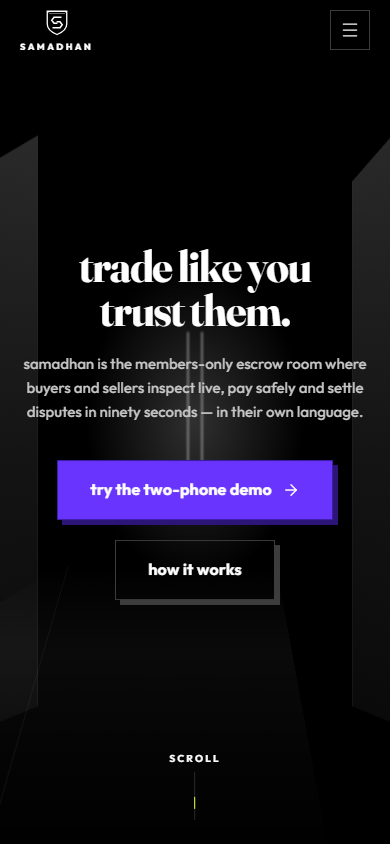 SAMADHAN
trade like you
trust them.
samadhan is the members-only escrow room where
buyers and sellers inspect live, pay safely and settle
disputes in ninety seconds — in their own language.
try the two-phone demo →
how it works
SCROLL